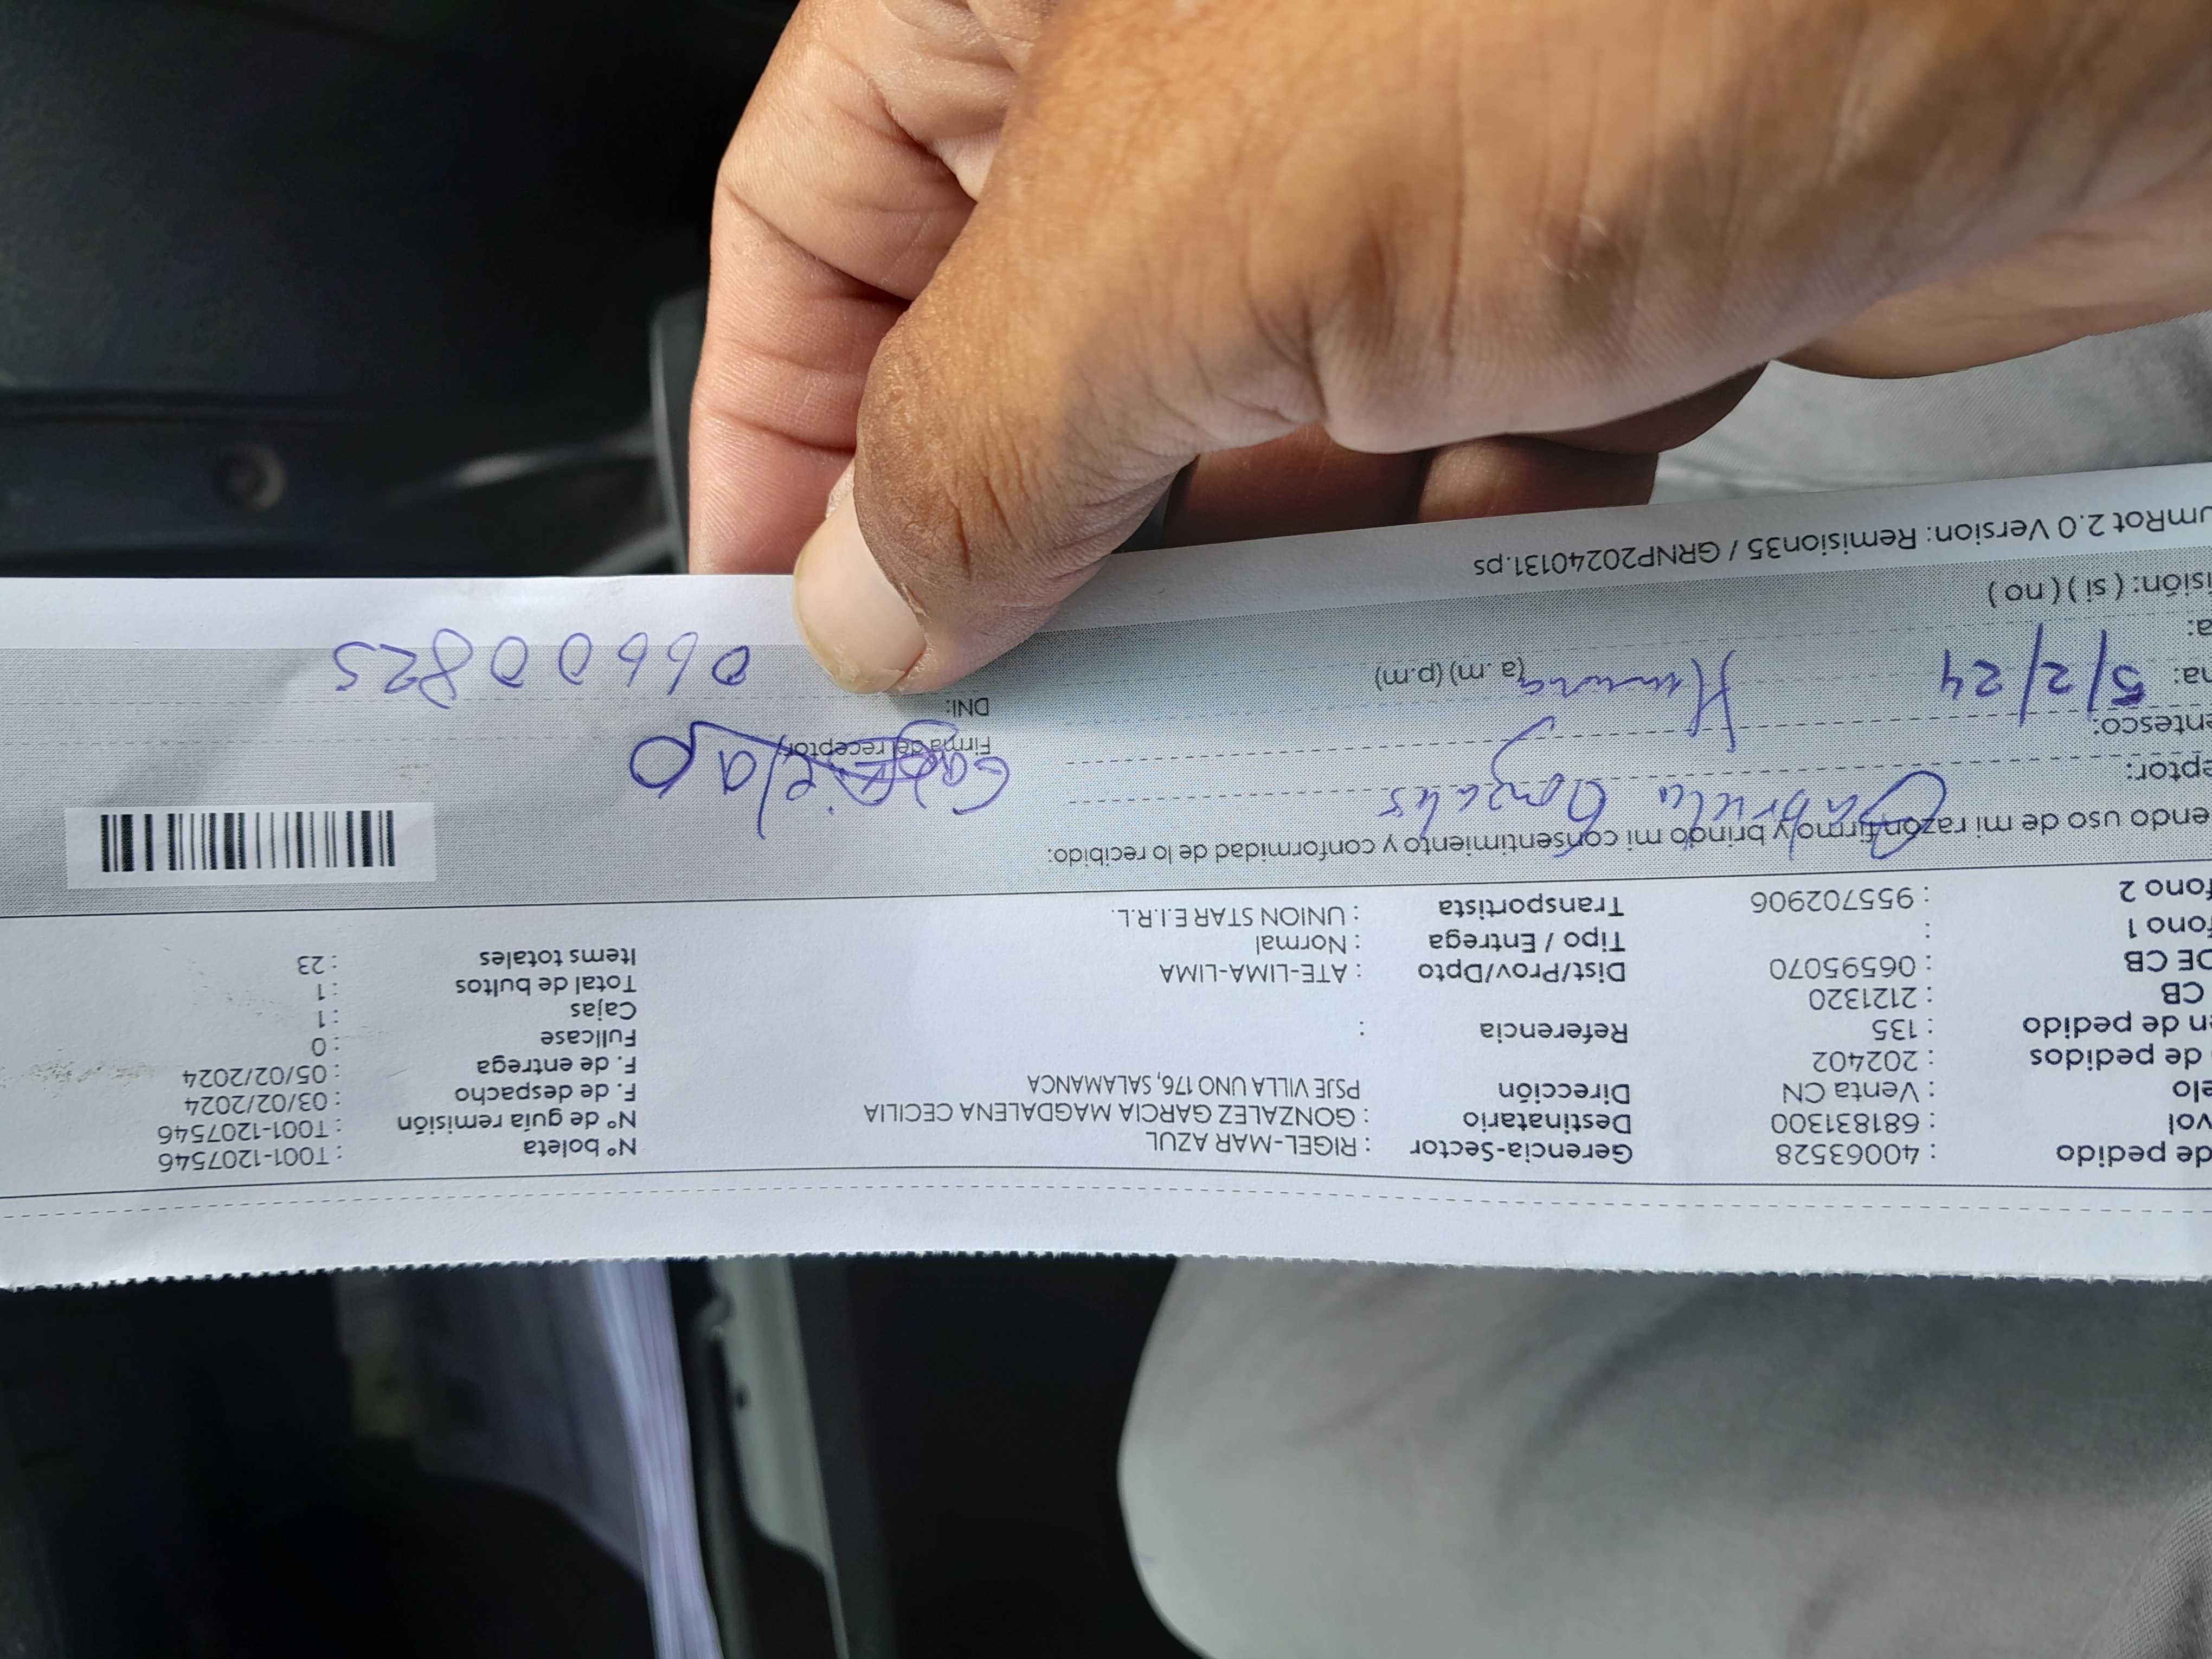 de pedido : 40063528 Gerencia-Sector : RIGEL-MAR AZUL N° boleta : T001-1207546
vol : 681831300 Destinatario : GONZALEZ GARCIA MAGDALENA CECILIA N° de guía remisión : T001-1207546
elo : Venta CN Dirección PSJE VILLA UNO 176, SALAMANCA F. de despacho : 03/02/2024
de pedidos : 202402 F. de entrega : 05/02/2024
n de pedido : 135 Referencia : Fullcase : 0
CB : 2121320 Cajas : 1
DE CB : 06595070 Dist/Prov/Dpto : ATE-LIMA-LIMA Total de bultos : 1
fono 1 : Tipo / Entrega : Normal Items totales : 23
fono 2 : 955702906 Transportista : UNION STAR E.I.R.L.
endo uso de mi razón firmo y brindo mi consentimiento y conformidad de lo recibido:
eptor: Gabriela Gonzales
entesco: Hermana
Gabriela
Firma del receptor
ha: 5/2/24
DNI: 06600825
a: (a. m) (p.m)
isión: ( si ) ( no )
umRot 2.0 Version: Remision35 / GRNP20240131.ps